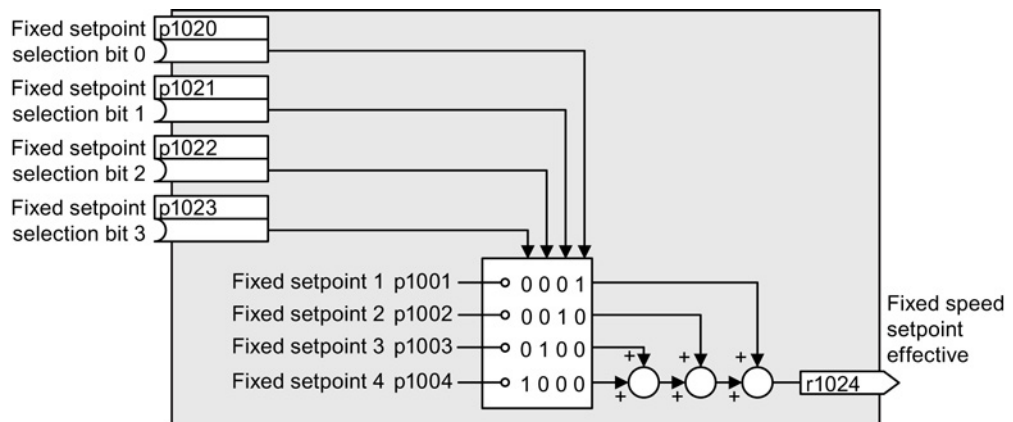 Fixed setpoint p1020
selection bit 0
Fixed setpoint p1021
selection bit 1
Fixed setpoint p1022
selection bit 2
Fixed setpoint p1023
selection bit 3
Fixed setpoint 1 p1001 0 0 0 1
Fixed setpoint 2 p1002 0 0 1 0
Fixed setpoint 3 p1003 0 1 0 0
Fixed setpoint 4 p1004 1 0 0 0
+ + +
+ + +
Fixed speed
setpoint
effective
r1024